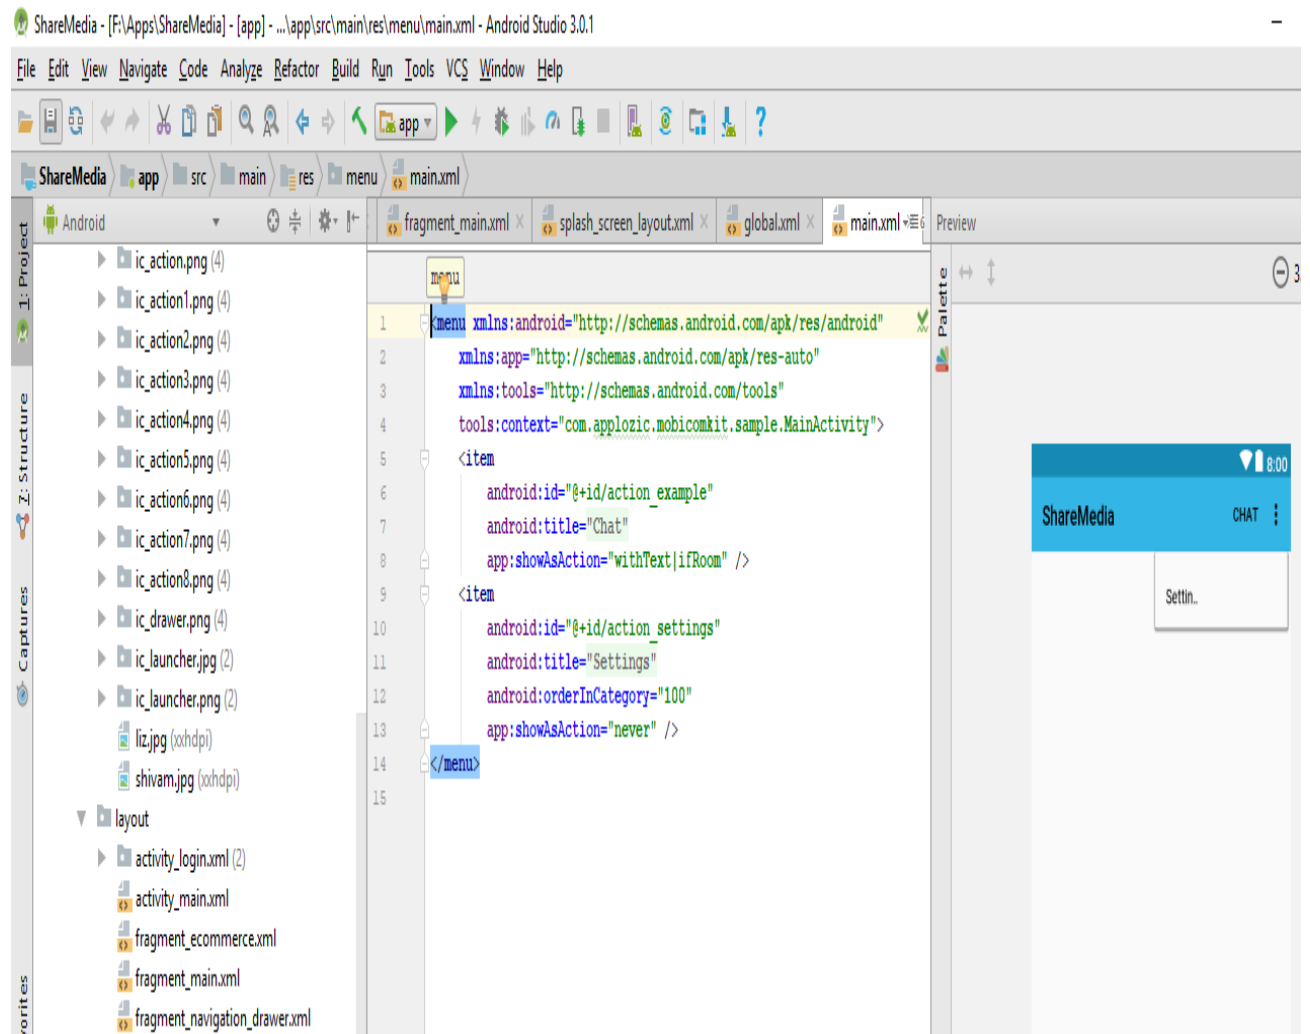 ShareMedia - [F:\Apps\ShareMedia] - [app] - ...\app\src\main\res\menu\main.xml - Android Studio 3.0.1
File Edit View Navigate Code Analyze Refactor Build Run Tools VCS Window Help
app
ShareMedia app src main res menu main.xml
Android
fragment_main.xml splash_screen_layout.xml global.xml main.xml 6
Preview
1: Project
7: Structure
Captures
vorites
ic_action.png (4)
ic_action1.png (4)
ic_action2.png (4)
ic_action3.png (4)
ic_action4.png (4)
ic_action5.png (4)
ic_action6.png (4)
ic_action7.png (4)
ic_action8.png (4)
ic_drawer.png (4)
ic_launcher.jpg (2)
ic_launcher.png (2)
liz.jpg (xxhdpi)
shivam.jpg (xxhdpi)
layout
activity_login.xml (2)
activity_main.xml
fragment_ecommerce.xml
fragment_main.xml
fragment_navigation_drawer.xml
menu
1 <menu xmlns:android="http://schemas.android.com/apk/res/android"
2 xmlns:app="http://schemas.android.com/apk/res-auto"
3 xmlns:tools="http://schemas.android.com/tools"
4 tools:context="com.applozic.mobicomkit.sample.MainActivity">
5 <item
6 android:id="@+id/action_example"
7 android:title="Chat"
8 app:showAsAction="withText|ifRoom" />
9 <item
10 android:id="@+id/action_settings"
11 android:title="Settings"
12 android:orderInCategory="100"
13 app:showAsAction="never" />
14 </menu>
15
Palette
3
8:00
ShareMedia CHAT
Settin..